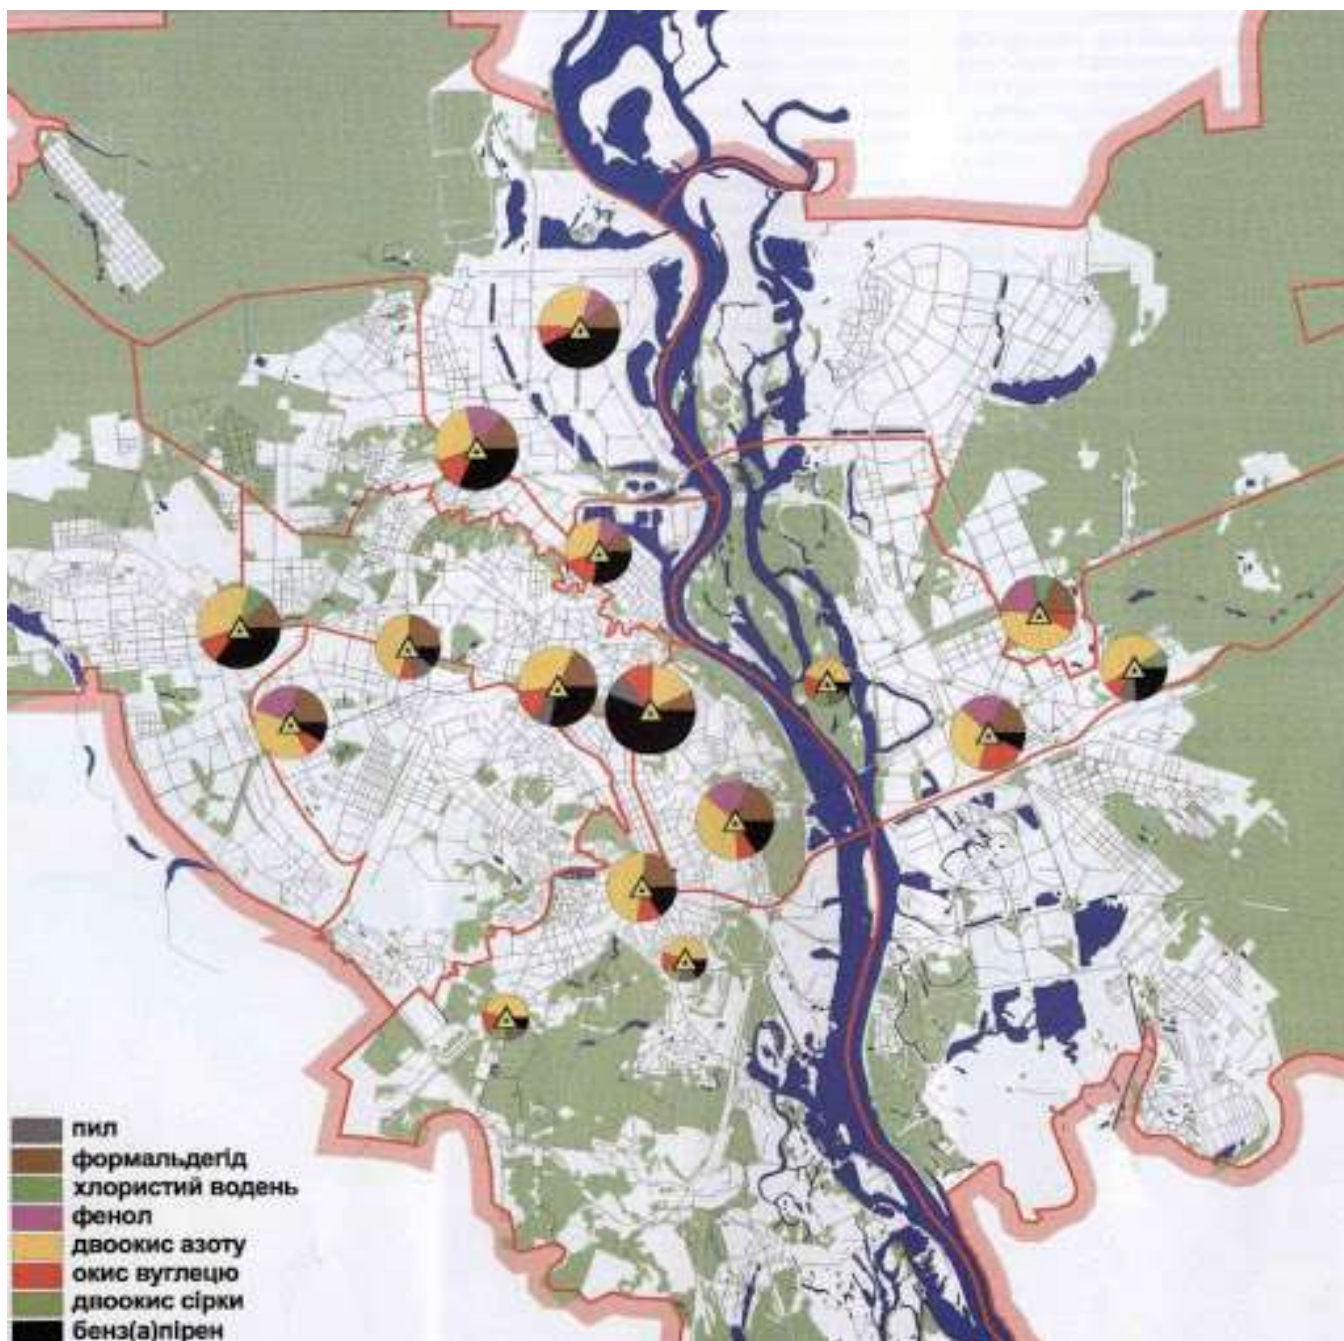 пил
формальдегід
хлористий водень
фенол
двоокис азоту
окис вуглецю
двоокис сірки
бенз(а)пірен